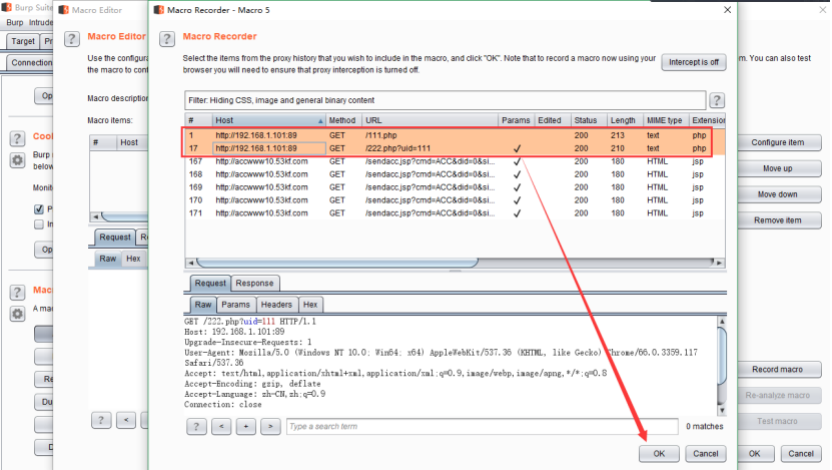 Burp Suite
Macro Editor
Macro Recorder - Macro 5
Burp Intrude
Target
Connection
Macro Editor
Use the configura
the macro to cont
Macro description
Macro items:
# Host
Request
Raw Hex
Macro Recorder
Select the items from the proxy history that you wish to include in the macro, and click "OK". Note that to record a macro now using your
browser you will need to ensure that proxy interception is turned off.
Intercept is off
m. You can also test
Filter: Hiding CSS, image and general binary content
# Host Method URL Params Edited Status Length MIME type Extension
1 http://192.168.1.101:89 GET /111.php 200 213 text php
17 http://192.168.1.101:89 GET /222.php?uid=111 ✓ 200 210 text php
167 http://accwww10.53kf.com GET /sendacc.jsp?cmd=ACC&did=0&si... ✓ 200 180 HTML jsp
168 http://accwww10.53kf.com GET /sendacc.jsp?cmd=ACC&did=0&si... ✓ 200 180 HTML jsp
169 http://accwww10.53kf.com GET /sendacc.jsp?cmd=ACC&did=0&si... ✓ 200 180 HTML jsp
170 http://accwww10.53kf.com GET /sendacc.jsp?cmd=ACC&did=0&si... ✓ 200 180 HTML jsp
171 http://accwww10.53kf.com GET /sendacc.jsp?cmd=ACC&did=0&si... ✓ 200 180 HTML jsp
Request Response
Raw Params Headers Hex
GET /222.php?uid=111 HTTP/1.1
Host: 192.168.1.101:89
Upgrade-Insecure-Requests: 1
User-Agent: Mozilla/5.0 (Windows NT 10.0; Win64; x64) AppleWebKit/537.36 (KHTML, like Gecko) Chrome/66.0.3359.117
Safari/537.36
Accept: text/html,application/xhtml+xml,application/xml;q=0.9,image/webp,image/apng,*/*;q=0.8
Accept-Encoding: gzip, deflate
Accept-Language: zh-CN,zh;q=0.9
Connection: close
? < + > Type a search term 0 matches
OK Cancel
Configure item
Move up
Move down
Remove item
Record macro
Re-analyze macro
Test macro
OK Cancel
Coo
Burp
below
Monit
Mac
A mac
Re
Du